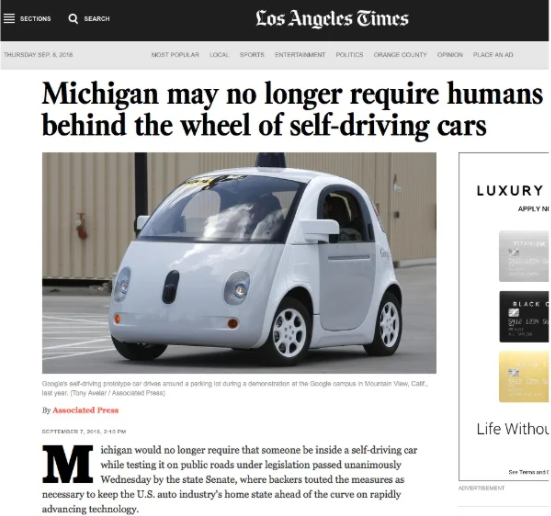 SECTIONS
SEARCH
Los Angeles Times
THURSDAY SEP. 8, 2016
MOST POPULAR LOCAL SPORTS ENTERTAINMENT POLITICS ORANGE COUNTY OPINION PLACE AN AD
Michigan may no longer require humans
behind the wheel of self-driving cars
Google's self-driving prototype car drives around a parking lot during a demonstration at the Google campus in Mountain View, Calif.,
last year. (Tony Avelar / Associated Press)
By Associated Press
SEPTEMBER 7, 2016, 2:10 PM
Michigan would no longer require that someone be inside a self-driving car
while testing it on public roads under legislation passed unanimously
Wednesday by the state Senate, where backers touted the measures as
necessary to keep the U.S. auto industry's home state ahead of the curve on rapidly
advancing technology.
LUXURY
APPLY
BLACK
Life
See Terms and
ADVERTISEMENT